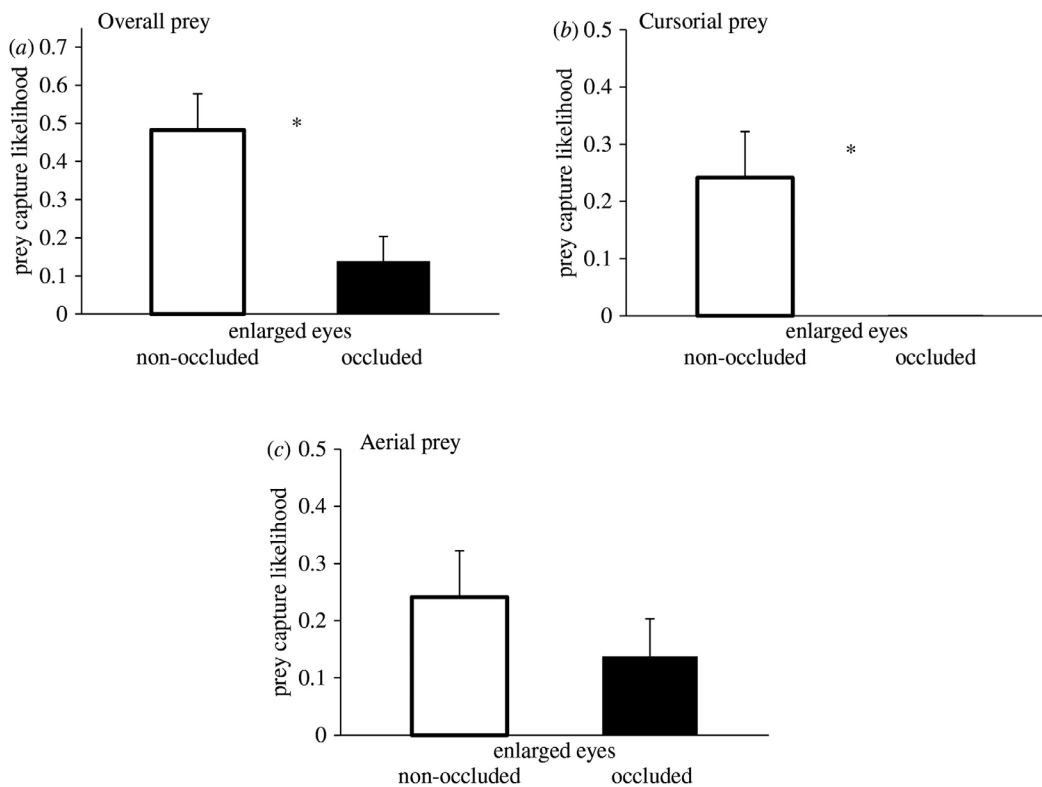 Overall prey
(a)
0.7
0.6
0.5
0.4
0.3
0.2
0.1
0
prey capture likelihood
*
enlarged eyes
non-occluded occluded
Cursorial prey
(b)
0.5
0.4
0.3
0.2
0.1
0
prey capture likelihood
*
enlarged eyes
non-occluded occluded
Aerial prey
(c)
0.5
0.4
0.3
0.2
0.1
0
prey capture likelihood
enlarged eyes
non-occluded occluded